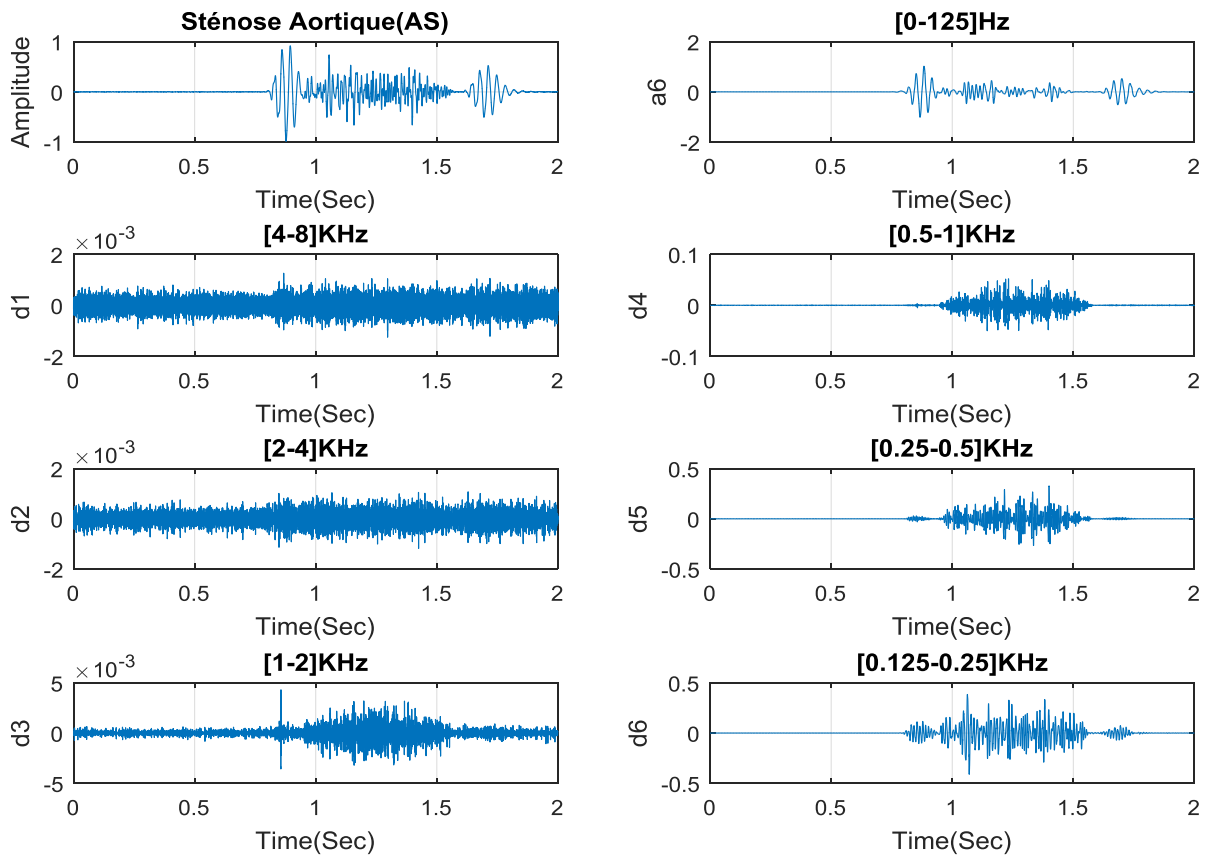 Sténose Aortique(AS)
Amplitude
1
0
-1
0 0.5 1 1.5 2
Time(Sec)
[0-125]Hz
a6
2
0
-2
0 0.5 1 1.5 2
Time(Sec)
[4-8]KHz
×10-3
d1
2
0
-2
0 0.5 1 1.5 2
Time(Sec)
[0.5-1]KHz
d4
0.1
0
-0.1
0 0.5 1 1.5 2
Time(Sec)
[2-4]KHz
×10-3
d2
2
0
-2
0 0.5 1 1.5 2
Time(Sec)
[0.25-0.5]KHz
d5
0.5
0
-0.5
0 0.5 1 1.5 2
Time(Sec)
[1-2]KHz
×10-3
d3
5
0
-5
0 0.5 1 1.5 2
Time(Sec)
[0.125-0.25]KHz
d6
0.5
0
-0.5
0 0.5 1 1.5 2
Time(Sec)